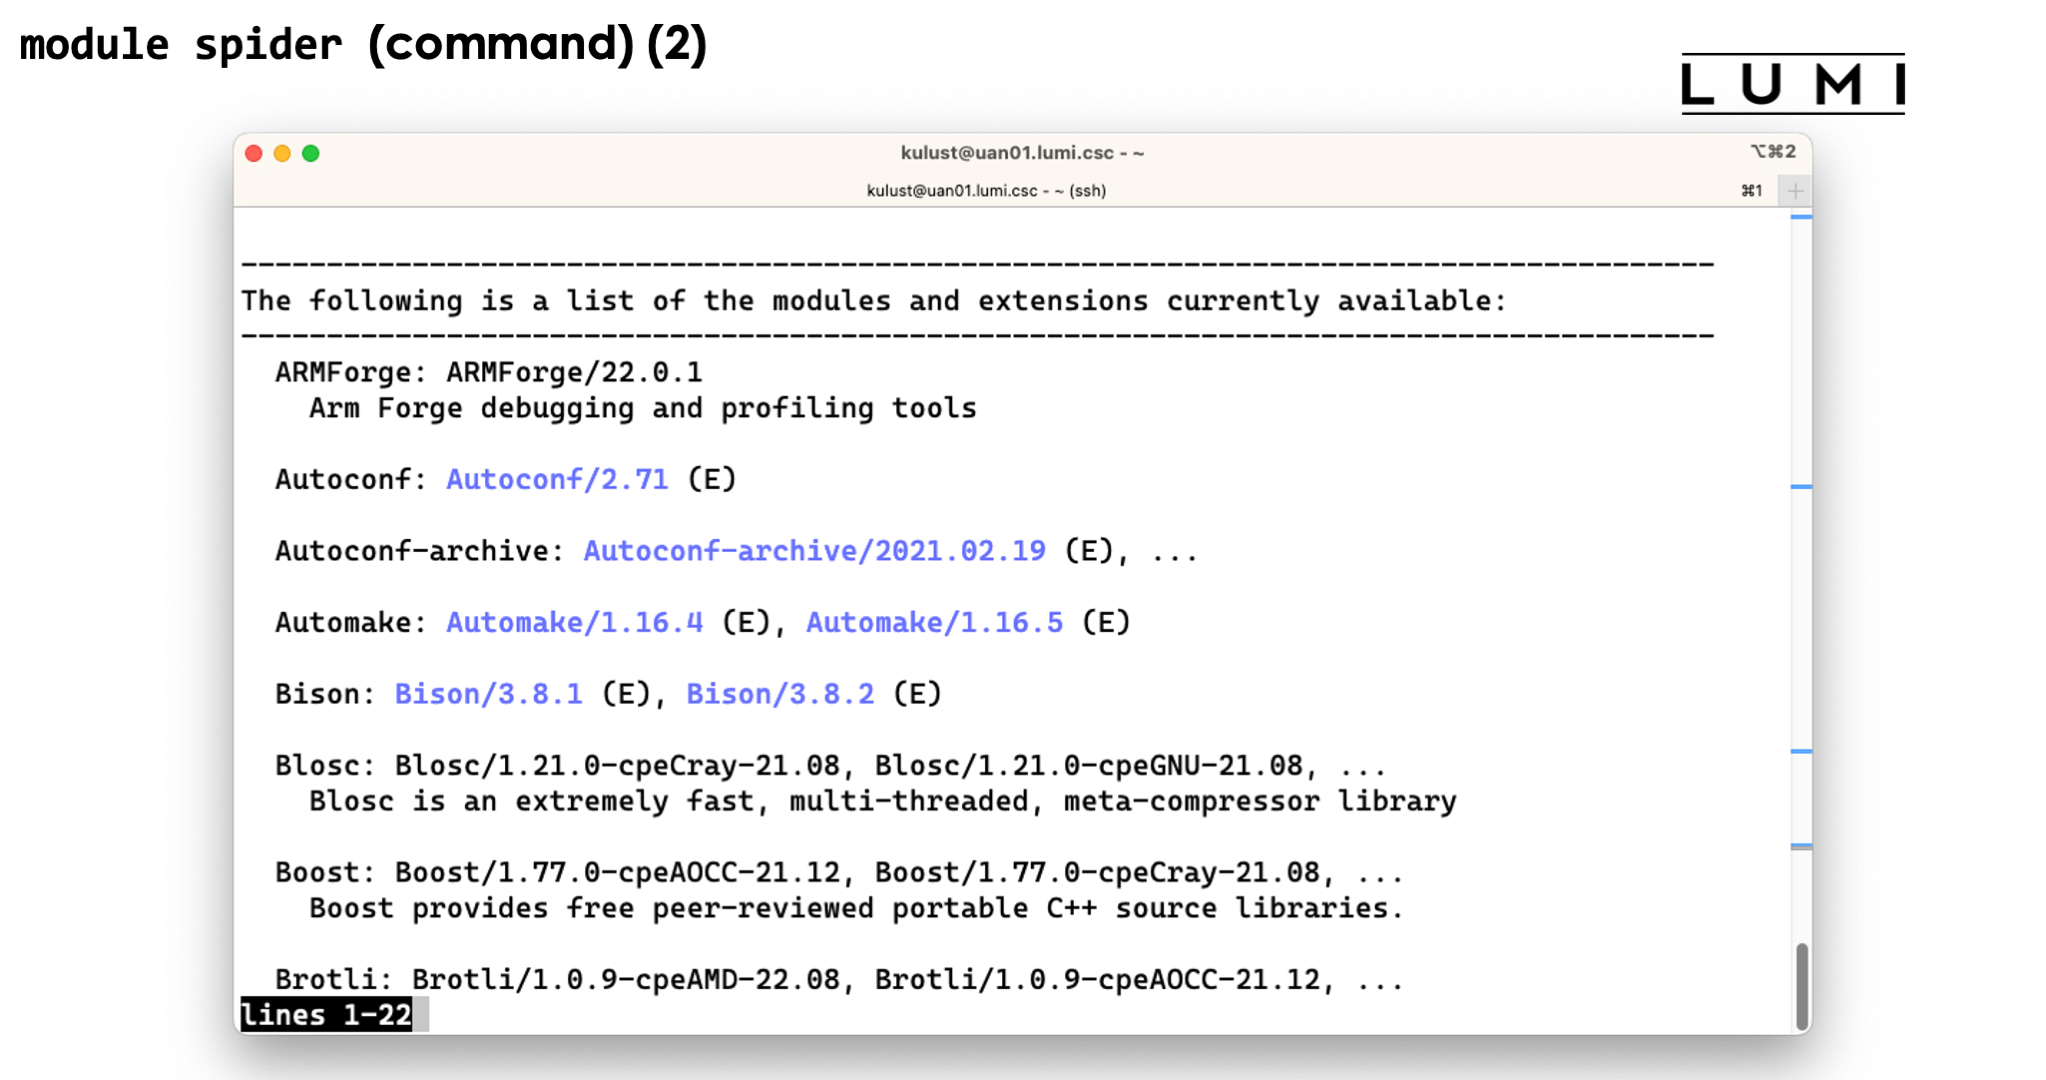 module spider (command) (2)
LUMI
kulust@uan01.lumi.csc - ~
⌥⌘2
kulust@uan01.lumi.csc - ~ (ssh)
⌘1
+
--------------------------------------------------------------------------------------
The following is a list of the modules and extensions currently available:
--------------------------------------------------------------------------------------
ARMForge: ARMForge/22.0.1
Arm Forge debugging and profiling tools
Autoconf: Autoconf/2.71 (E)
Autoconf-archive: Autoconf-archive/2021.02.19 (E), ...
Automake: Automake/1.16.4 (E), Automake/1.16.5 (E)
Bison: Bison/3.8.1 (E), Bison/3.8.2 (E)
Blosc: Blosc/1.21.0-cpeCray-21.08, Blosc/1.21.0-cpeGNU-21.08, ...
Blosc is an extremely fast, multi-threaded, meta-compressor library
Boost: Boost/1.77.0-cpeAOCC-21.12, Boost/1.77.0-cpeCray-21.08, ...
Boost provides free peer-reviewed portable C++ source libraries.
Brotli: Brotli/1.0.9-cpeAMD-22.08, Brotli/1.0.9-cpeAOCC-21.12, ...
lines 1-22